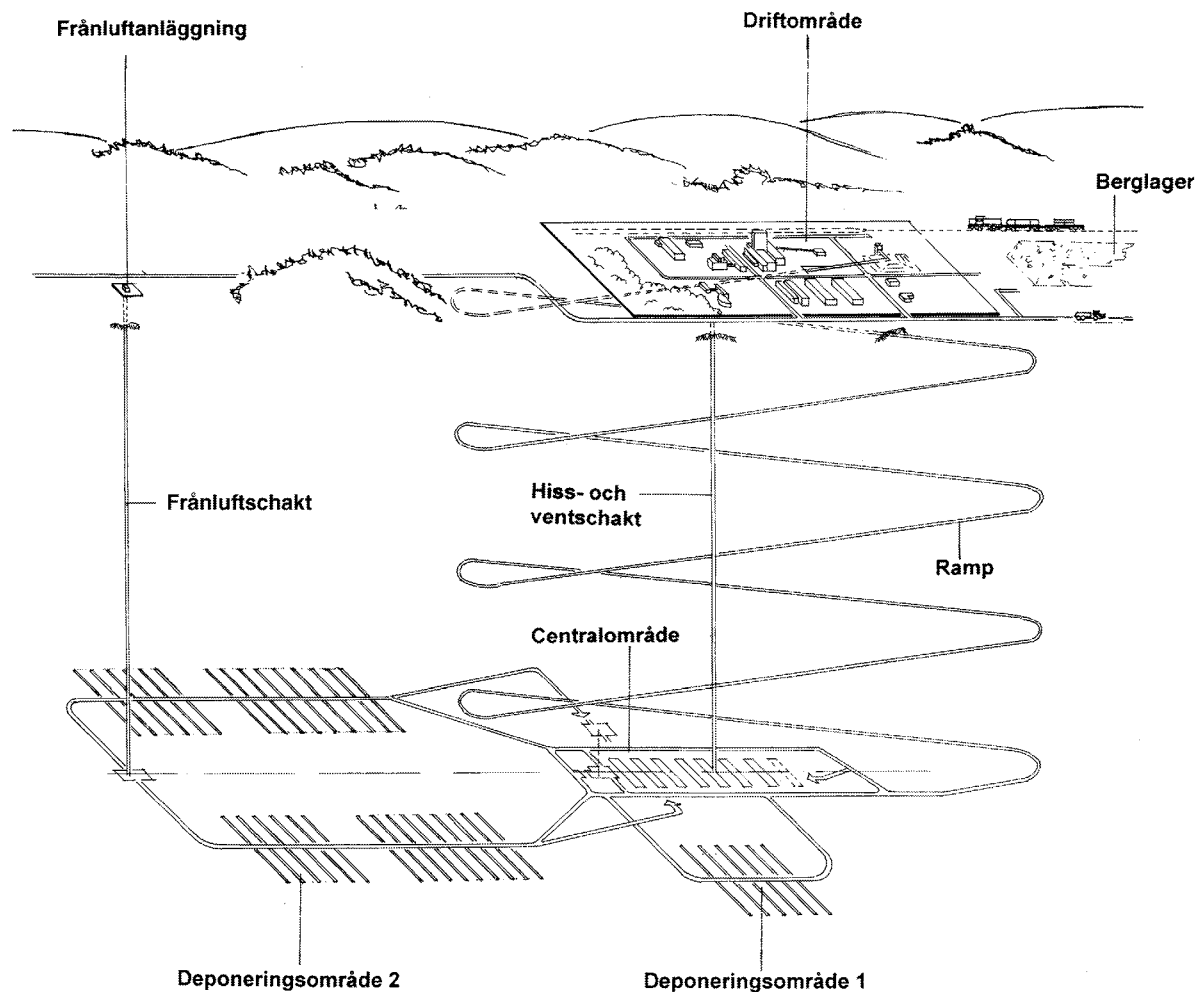 Frånluftanläggning
Driftområde
Berglager
Frånluftschakt
Hiss- och
ventschakt
Ramp
Centralområde
Deponeringsområde 2
Deponeringsområde 1